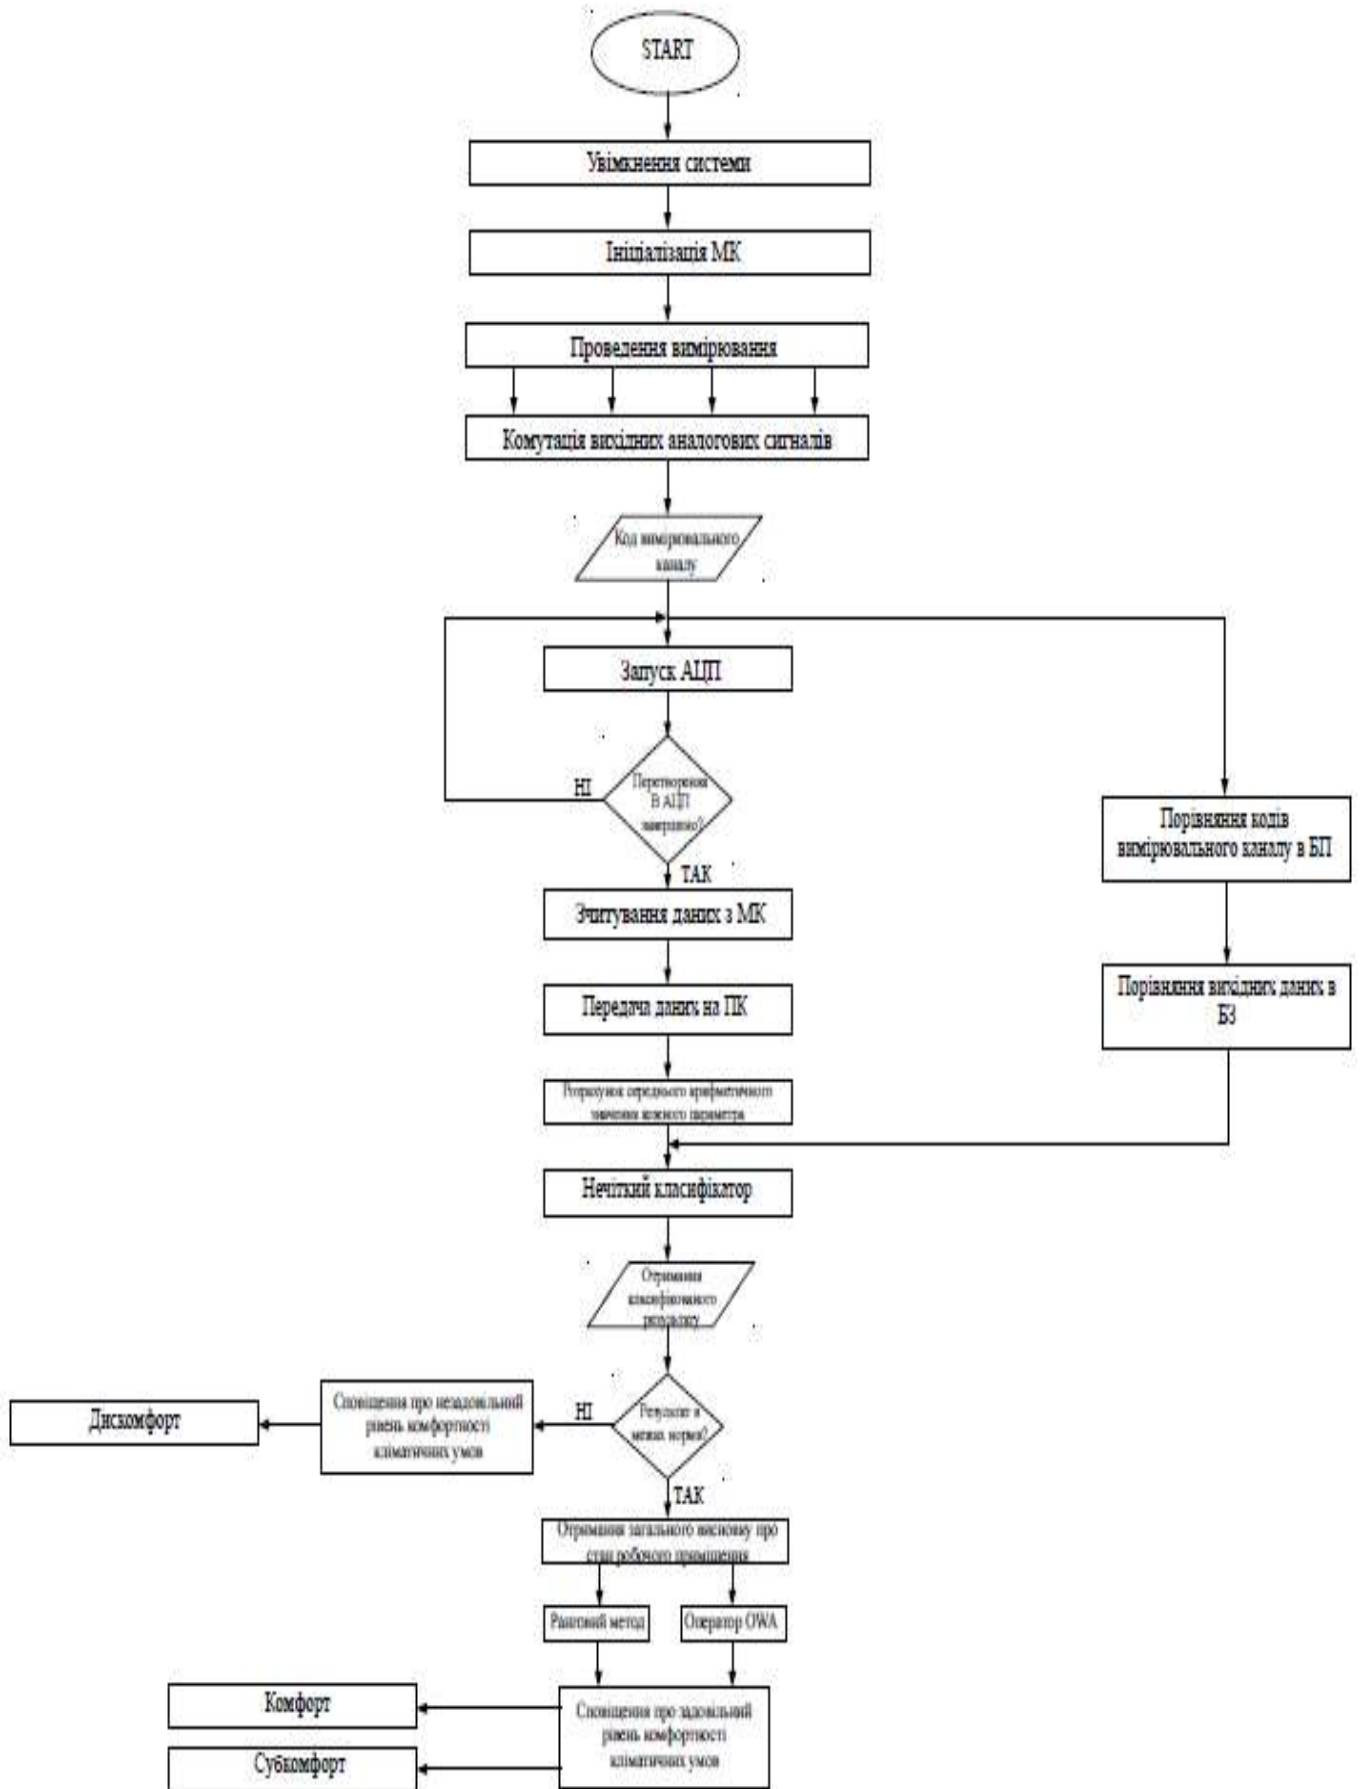 START
Увімкнення системи
Ініціалізація МК
Проведення вимірювання
Комутація вихідних аналогових сигналів
Код вимірювального
каналу
Запуск АЦП
НІ
Перетворення
В АЦП
завершено?
ТАК
Порівняння кодів
вимірювального каналу в БП
Зчитування даних з МК
Порівняння вихідних даних в
БЗ
Передача даних на ПК
Розрахунок середнього арифметичного
значення кожного параметра
Нечіткий класифікатор
Отримання
класифікованого
результату
Дискомфорт
Сповіщення про незадовільний
рівень комфортності
кліматичних умов
НІ
Результат в
межах норми?
ТАК
Отримання загального висновку про
стан робочого приміщення
Ранговий метод
Оператор OWA
Комфорт
Субкомфорт
Сповіщення про задовільний
рівень комфортності
кліматичних умов